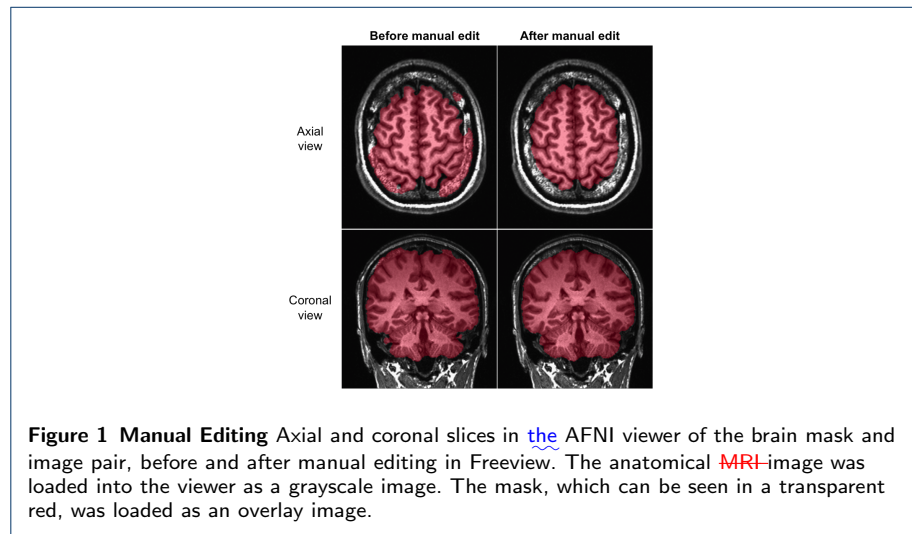 Before manual edit After manual edit
Axial
view
Coronal
view
Figure 1 Manual Editing Axial and coronal slices in the AFNI viewer of the brain mask and
image pair, before and after manual editing in Freeview. The anatomical MRI image was
loaded into the viewer as a grayscale image. The mask, which can be seen in a transparent
red, was loaded as an overlay image.